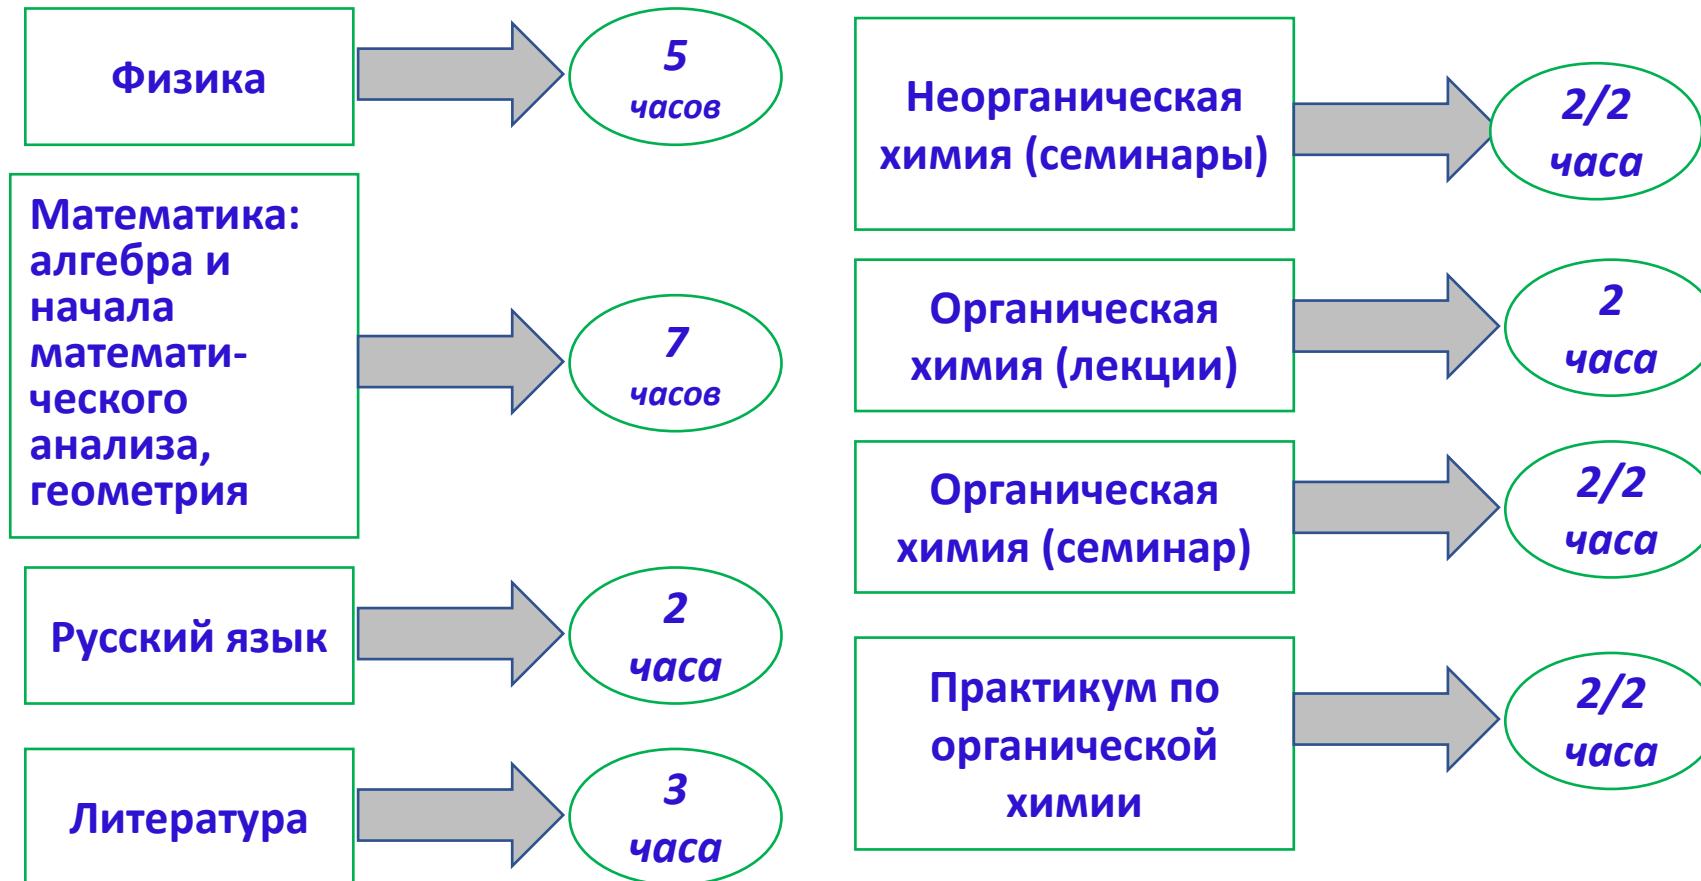 Физика
5
часов
Математика:
алгебра и
начала
математи-
ческого
анализа,
геометрия
7
часов
Русский язык
2
часа
Литература
3
часа
Неорганическая
химия (семинары)
2/2
часа
Органическая
химия (лекции)
2
часа
Органическая
химия (семинар)
2/2
часа
Практикум по
органической
химии
2/2
часа